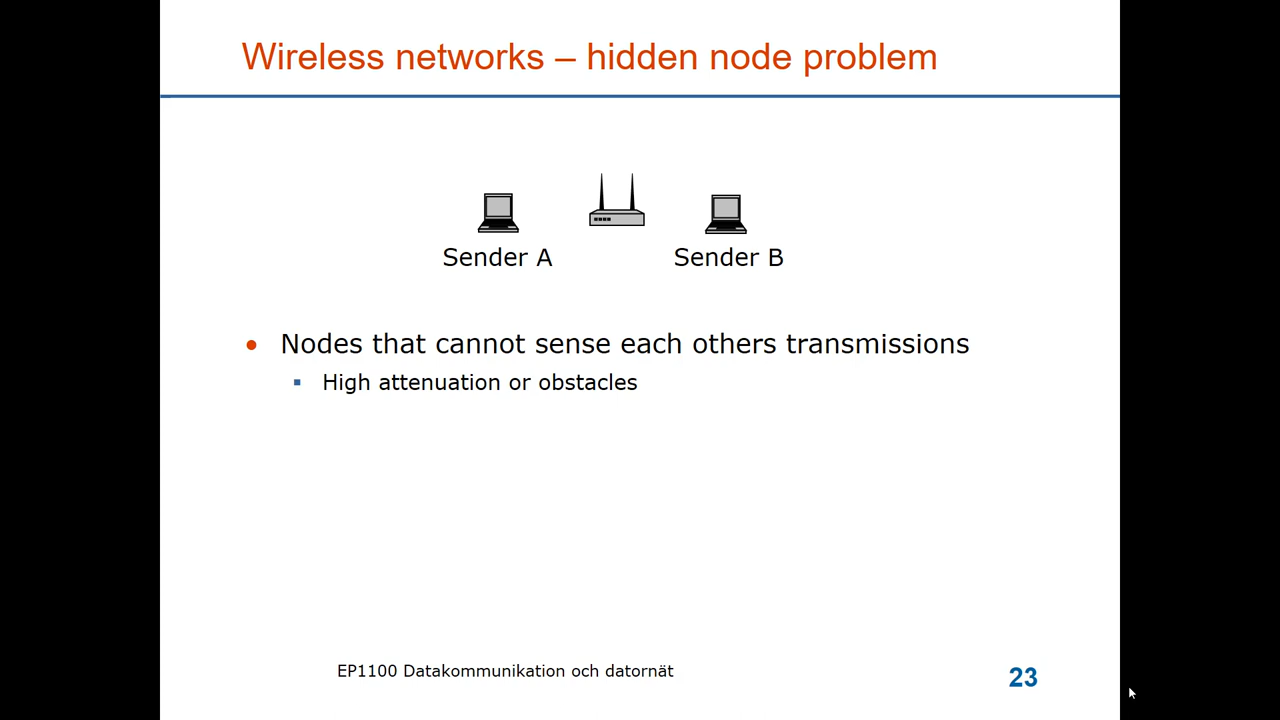 Wireless networks – hidden node problem
Sender A
Sender B
• Nodes that cannot sense each others transmissions
▪ High attenuation or obstacles
EP1100 Datakommunikation och datornät
23